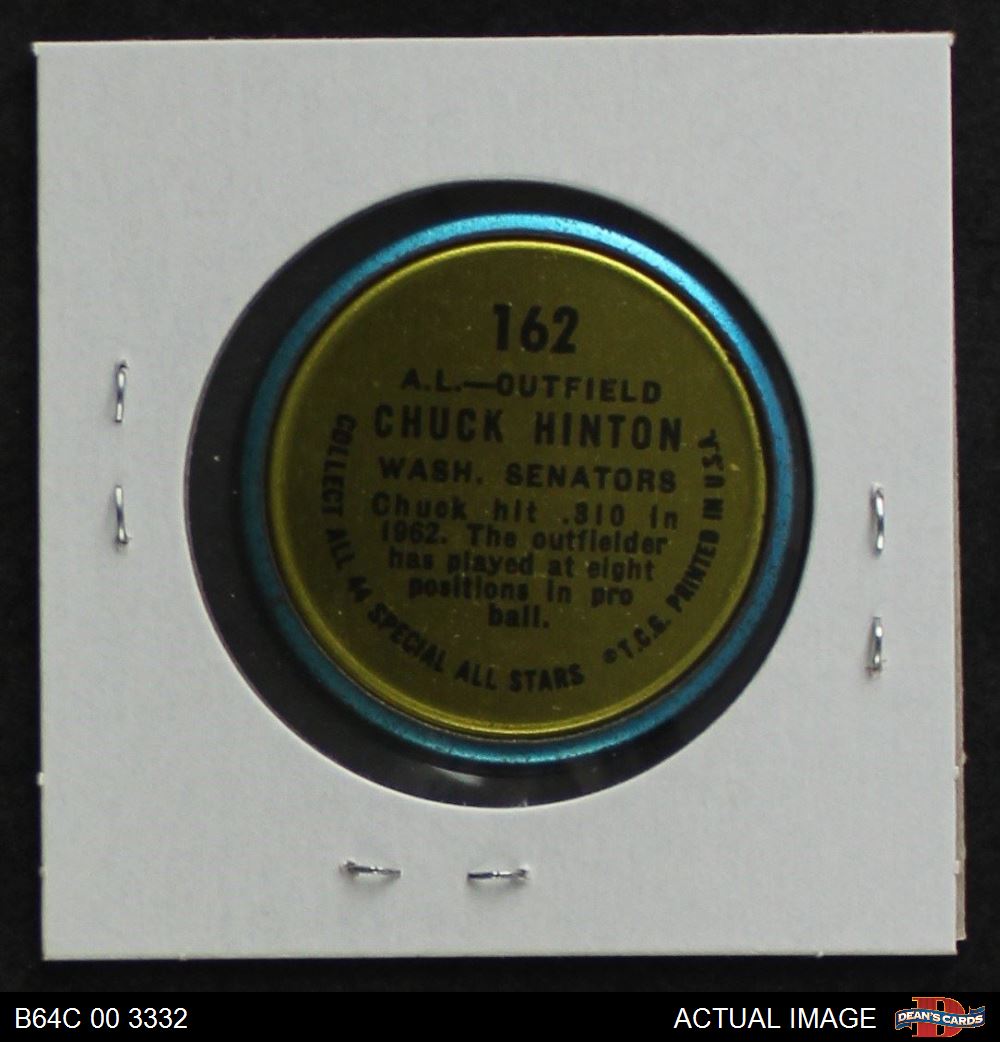 162
A.L.—OUTFIELD
CHUCK HINTON
WASH. SENATORS
Chuck hit .310 in
1962. The outfielder
has played at eight
positions in pro
ball.
COLLECT ALL 44 SPECIAL ALL STARS ©T.C.G. PRINTED IN USA
B64C 00 3332
ACTUAL IMAGE
DEAN'S CARDS